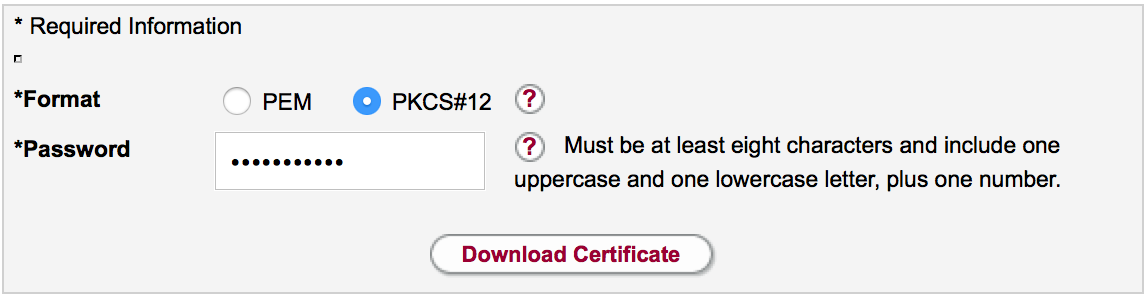 * Required Information
*Format PEM PKCS#12 ?
*Password ••••••••••• ? Must be at least eight characters and include one
uppercase and one lowercase letter, plus one number.
Download Certificate